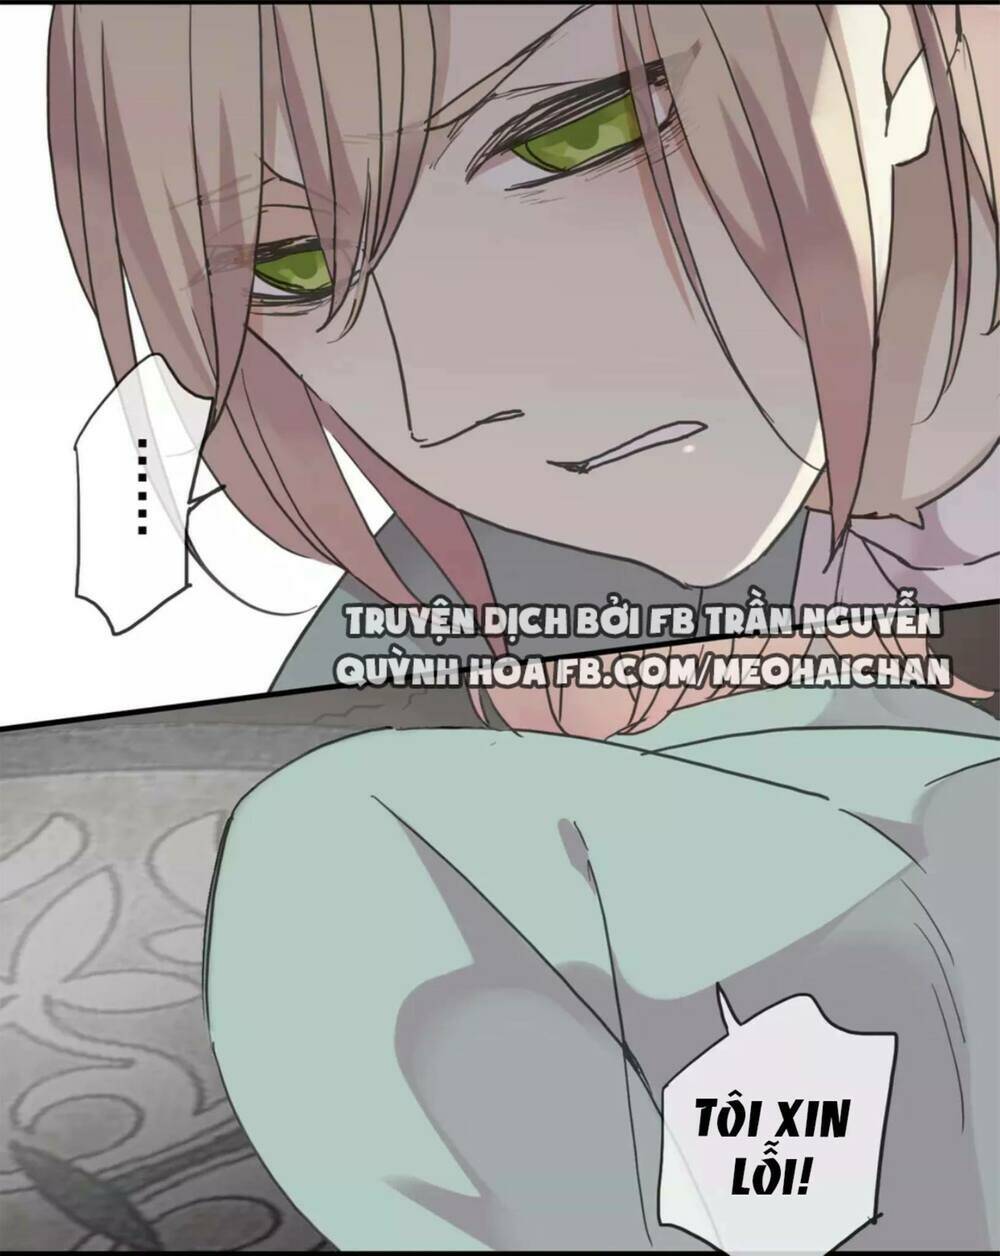 ......
TRUYỆN DỊCH BỞI FB TRẦN NGUYỄN
QUỲNH HOA FB.COM/MEOHAICHAN
TÔI XIN
LỖI!